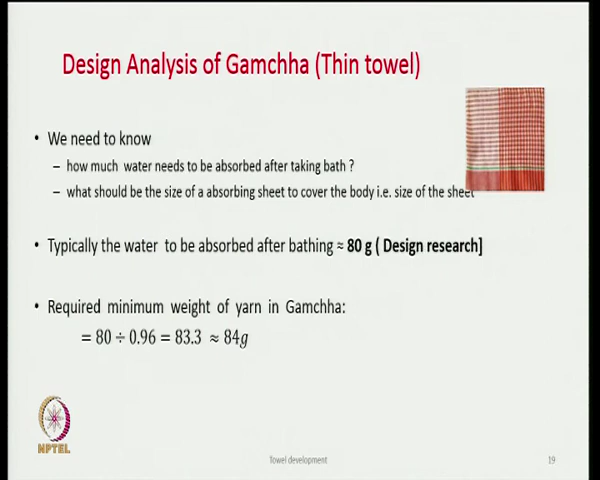 Design Analysis of Gamchha (Thin towel)
• We need to know
– how much water needs to be absorbed after taking bath ?
– what should be the size of a absorbing sheet to cover the body i.e. size of the sheet
• Typically the water to be absorbed after bathing ≈ 80 g ( Design research]
• Required minimum weight of yarn in Gamchha:
= 80 ÷ 0.96 = 83.3 ≈ 84g
NPTEL
Towel development
19